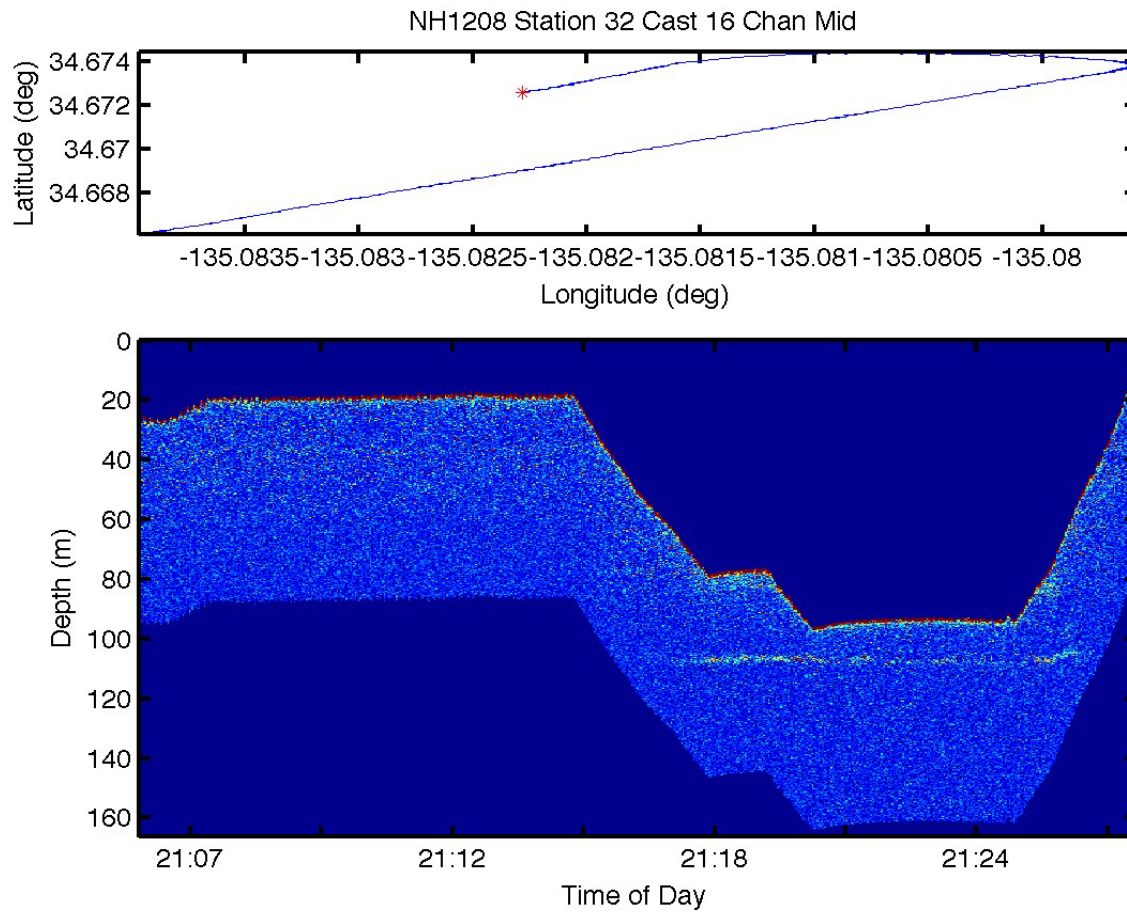 NH1208 Station 32 Cast 16 Chan Mid
34.674
34.672
34.67
34.668
Latitude (deg)
-135.0835 -135.083 -135.0825 -135.082 -135.0815 -135.081 -135.0805 -135.08
Longitude (deg)
0
20
40
60
80
100
120
140
160
Depth (m)
21:07 21:12 21:18 21:24
Time of Day